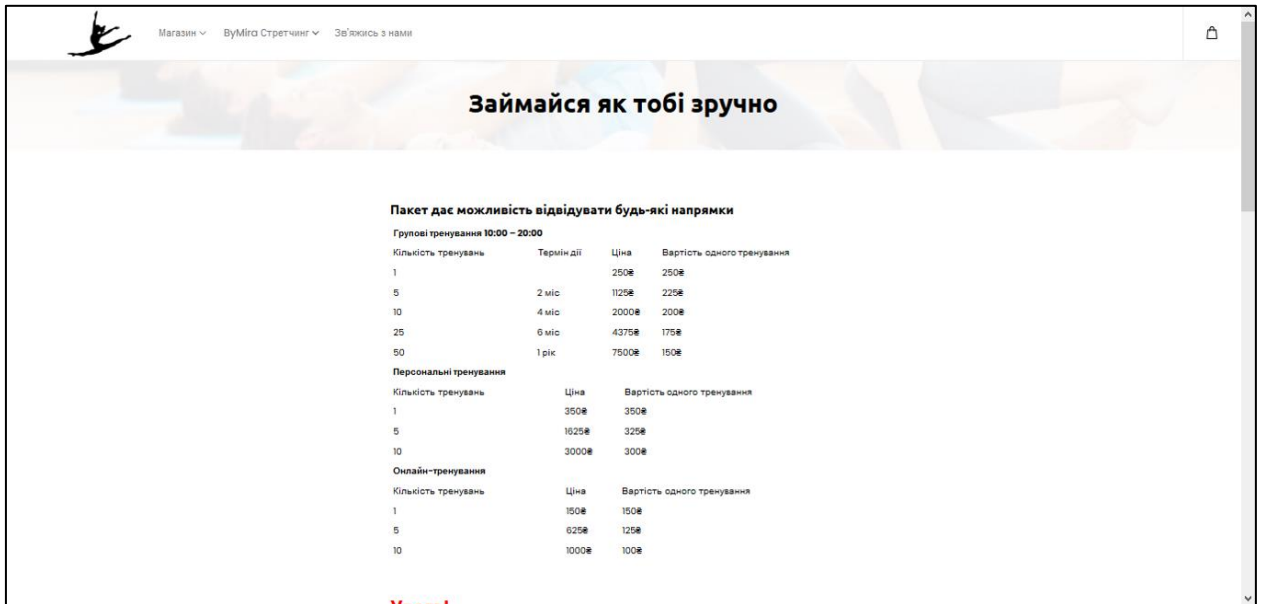 Магазин ByMira Стретчинг Зв'яжись з нами
Займайся як тобі зручно
Пакет дає можливість відвідувати будь-які напрямки
Групові тренування 10:00 – 20:00
Кількість тренувань Термін дії Ціна Вартість одного тренування
1 250₴ 250₴
5 2 міс 1125₴ 225₴
10 4 міс 2000₴ 200₴
25 6 міс 4375₴ 175₴
50 1 рік 7500₴ 150₴
Персональні тренування
Кількість тренувань Ціна Вартість одного тренування
1 350₴ 350₴
5 1625₴ 325₴
10 3000₴ 300₴
Онлайн-тренування
Кількість тренувань Ціна Вартість одного тренування
1 150₴ 150₴
5 625₴ 125₴
10 1000₴ 100₴